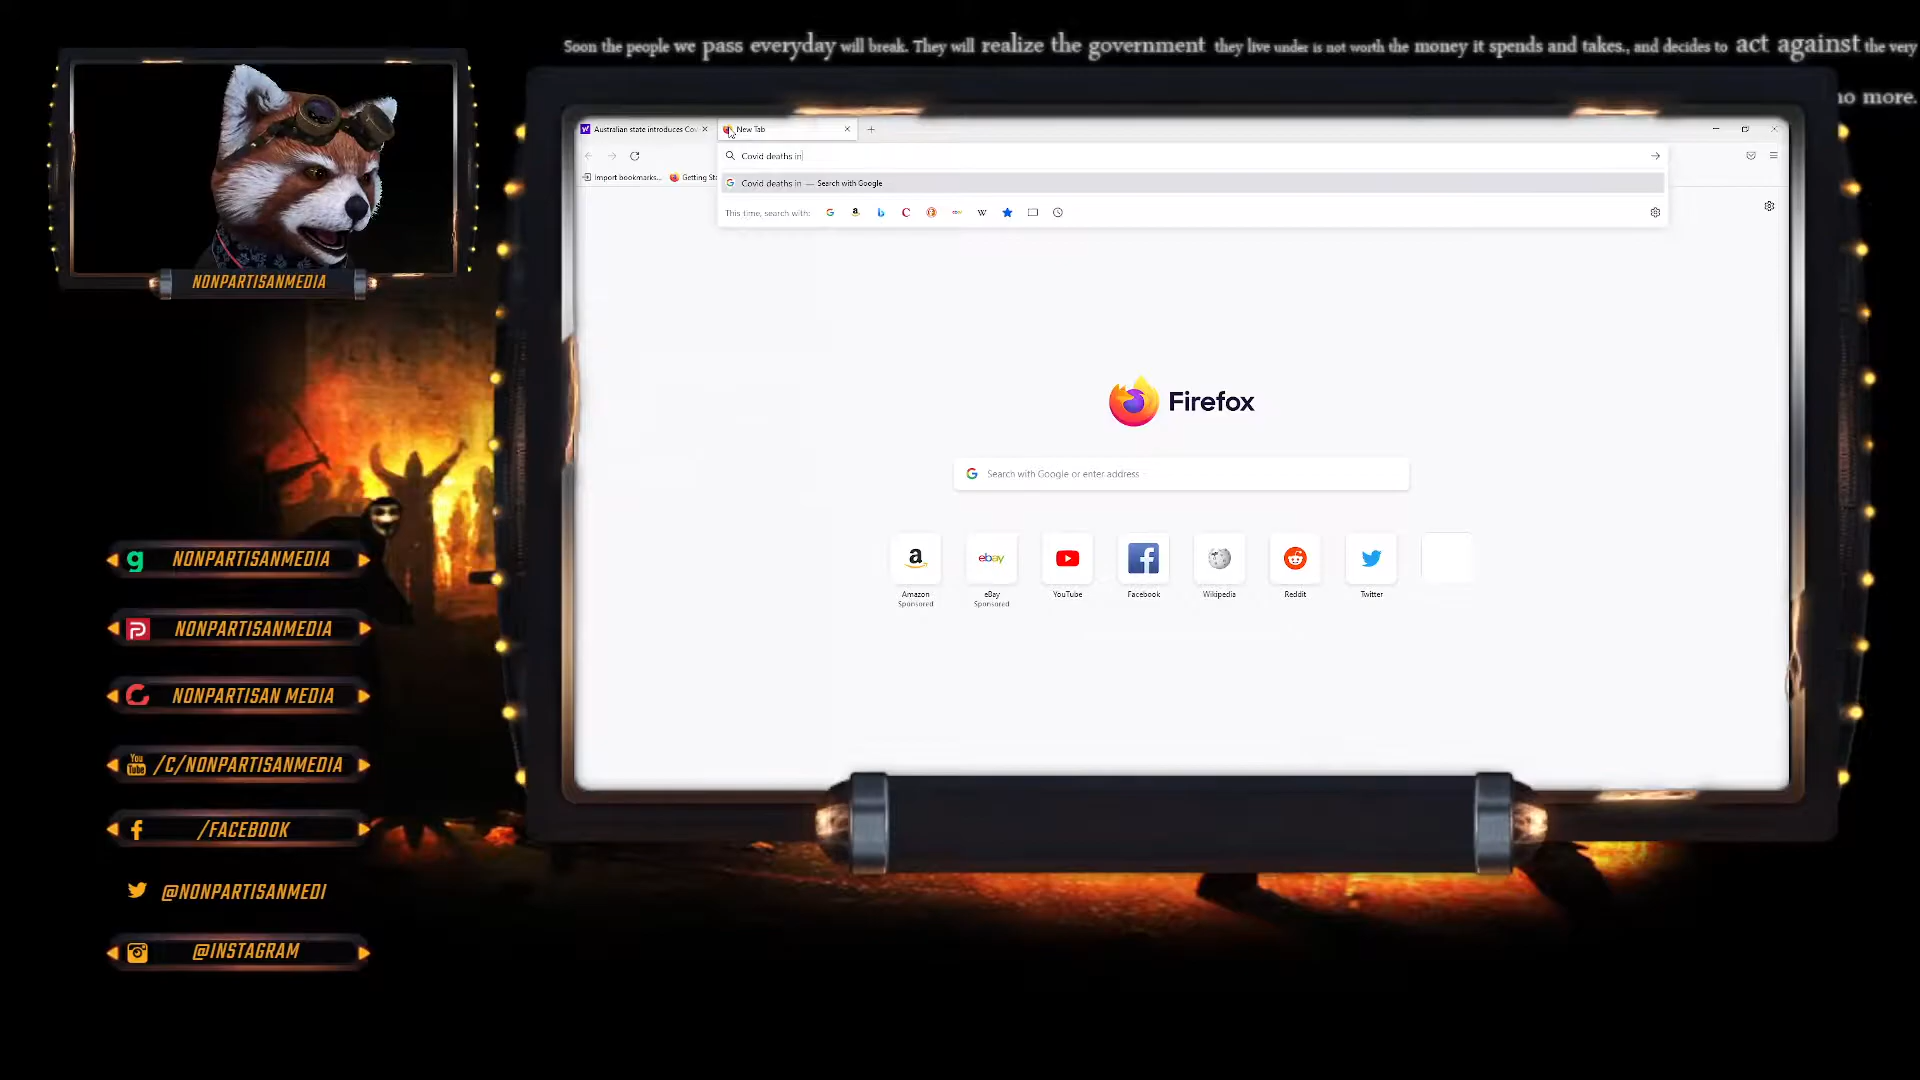 Soon the people we pass everyday will break. They will realize the government they live under is not worth the money it spends and takes., and decides to act against the very
no more.
NONPARTISANMEDIA
Australian state introduces Cov
New Tab
Covid deaths in
Import bookmarks...
Getting Sta
Covid deaths in — Search with Google
This time, search with:
Firefox
Search with Google or enter address
Amazon
Sponsored
eBay
Sponsored
YouTube
Facebook
Wikipedia
Reddit
Twitter
NONPARTISANMEDIA
NONPARTISANMEDIA
NONPARTISAN MEDIA
You Tube /C/NONPARTISANMEDIA
/FACEBOOK
@NONPARTISANMEDI
@INSTAGRAM